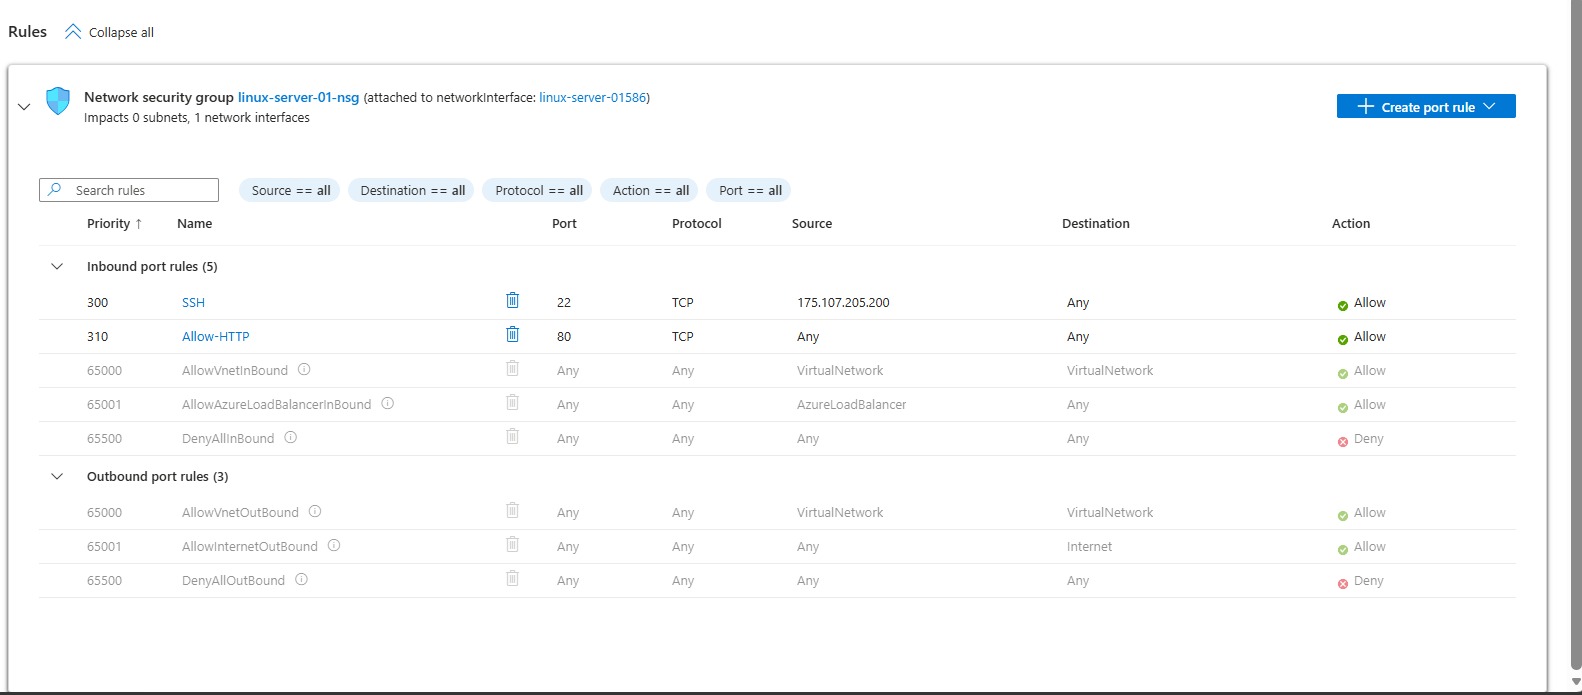 Rules Collapse all
Network security group linux-server-01-nsg (attached to networkInterface: linux-server-01586)
Impacts 0 subnets, 1 network interfaces
Create port rule
Search rules Source == all Destination == all Protocol == all Action == all Port == all
Priority ↑ Name Port Protocol Source Destination Action
Inbound port rules (5)
300 SSH 22 TCP 175.107.205.200 Any Allow
310 Allow-HTTP 80 TCP Any Any Allow
65000 AllowVnetInBound Any Any VirtualNetwork VirtualNetwork Allow
65001 AllowAzureLoadBalancerInBound Any Any AzureLoadBalancer Any Allow
65500 DenyAllInBound Any Any Any Any Deny
Outbound port rules (3)
65000 AllowVnetOutBound Any Any VirtualNetwork VirtualNetwork Allow
65001 AllowInternetOutBound Any Any Any Internet Allow
65500 DenyAllOutBound Any Any Any Any Deny